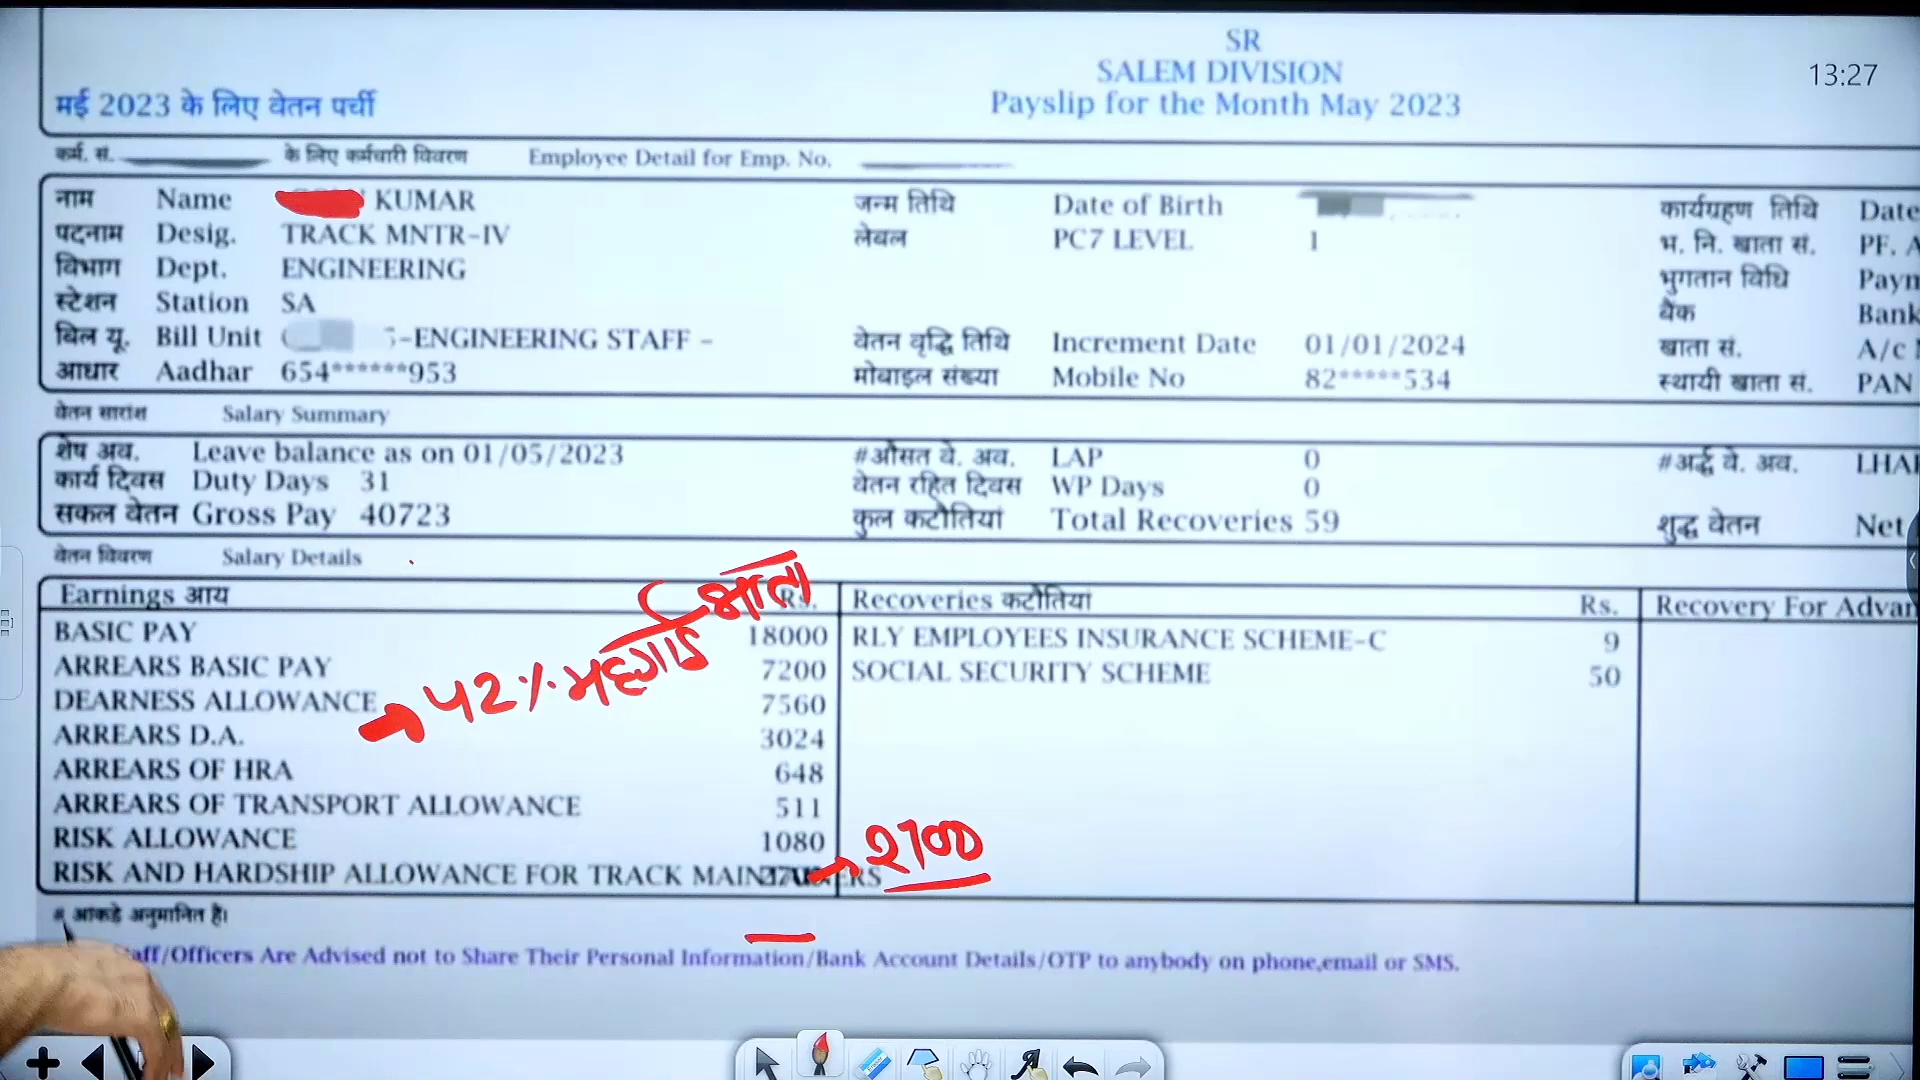 SR
SALEM DIVISION
13:27
मई 2023 के लिए वेतन पर्ची Payslip for the Month May 2023
कर्म. सं. के लिए कर्मचारी विवरण Employee Detail for Emp. No.
नाम Name KUMAR जन्म तिथि Date of Birth कार्यग्रहण तिथि Date
पदनाम Desig. TRACK MNTR-IV लेवल PC7 LEVEL 1 भ. नि. खाता सं. PF. A
विभाग Dept. ENGINEERING भुगतान विधि Paym
स्टेशन Station SA बैंक Bank
बिल यू. Bill Unit -ENGINEERING STAFF - वेतन वृद्धि तिथि Increment Date 01/01/2024 खाता सं. A/c
आधार Aadhar 654******953 मोबाइल संख्या Mobile No 82*****534 स्थायी खाता सं. PAN
वेतन सारांश Salary Summary
शेष अव. Leave balance as on 01/05/2023 #औसत वे. अव. LAP 0 #अर्द्ध वे. अव. LHA
कार्य दिवस Duty Days 31 वेतन रहित दिवस WP Days 0
सकल वेतन Gross Pay 40723 कुल कटौतियां Total Recoveries 59 शुद्ध वेतन Net
वेतन विवरण Salary Details
Earnings आय Rs. Recoveries कटौतियां Rs. Recovery For Advan
BASIC PAY 18000 RLY EMPLOYEES INSURANCE SCHEME-C 9
ARREARS BASIC PAY 7200 SOCIAL SECURITY SCHEME 50
DEARNESS ALLOWANCE 7560
42% महगाई भात्ता
ARREARS D.A. 3024
ARREARS OF HRA 648
ARREARS OF TRANSPORT ALLOWANCE 511
RISK ALLOWANCE 1080
RISK AND HARDSHIP ALLOWANCE FOR TRACK
# आंकडे अनुमानित है।
aff/Officers Are Advised not to Share Their Personal Information/Bank Account Details/OTP to anybody on phone,email or SMS.